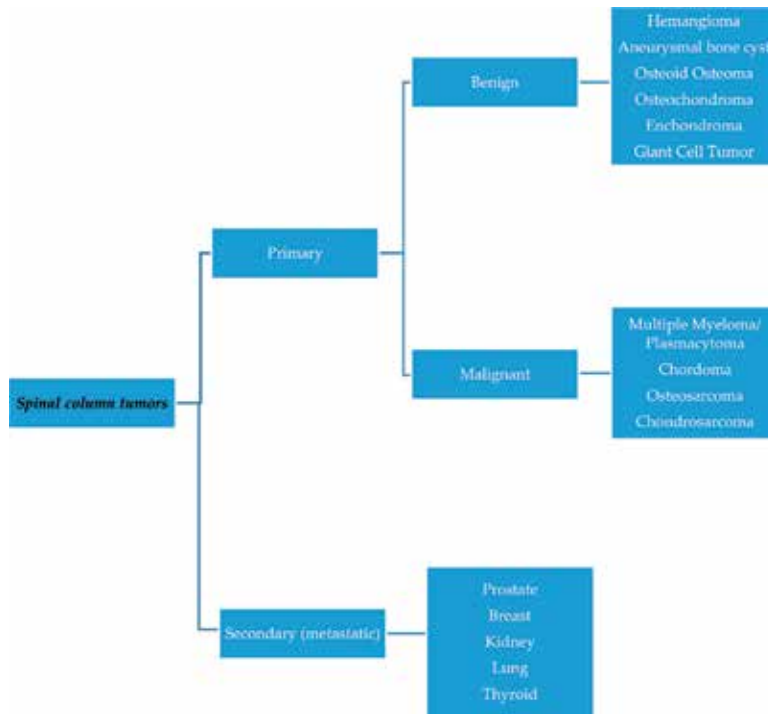 Hemangioma
Aneurysmal bone cyst
Osteoid Osteoma
Osteochondroma
Enchondroma
Giant Cell Tumor
Benign
Primary
Multiple Myeloma/
Plasmacytoma
Chordoma
Osteosarcoma
Chondrosarcoma
Malignant
Spinal column tumors
Prostate
Breast
Kidney
Lung
Thyroid
Secondary (metastatic)